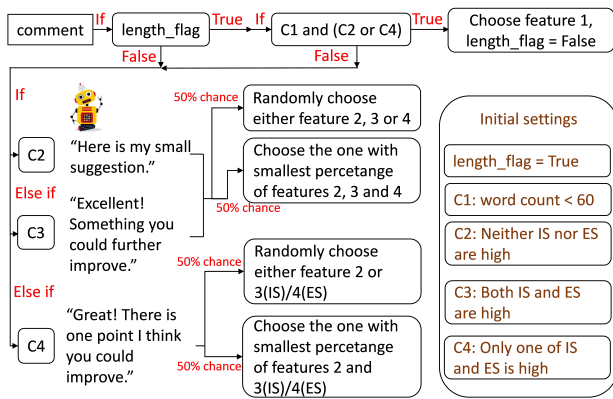 comment
If
length_flag
True
If
C1 and (C2 or C4)
True
Choose feature 1,
length_flag = False
False
False
If
C2
“Here is my small
suggestion.”
Else if
C3
“Excellent!
Something you
could further
improve.”
Else if
C4
“Great! There is
one point I think
you could
improve.”
50% chance
Randomly choose
either feature 2, 3 or 4
50% chance
Choose the one with
smallest percetange
of features 2, 3 and 4
50% chance
Randomly choose
either feature 2 or
3(IS)/4(ES)
50% chance
Choose the one with
smallest percetange
of features 2 and
3(IS)/4(ES)
Initial settings
length_flag = True
C1: word count < 60
C2: Neither IS nor ES
are high
C3: Both IS and ES
are high
C4: Only one of IS
and ES is high